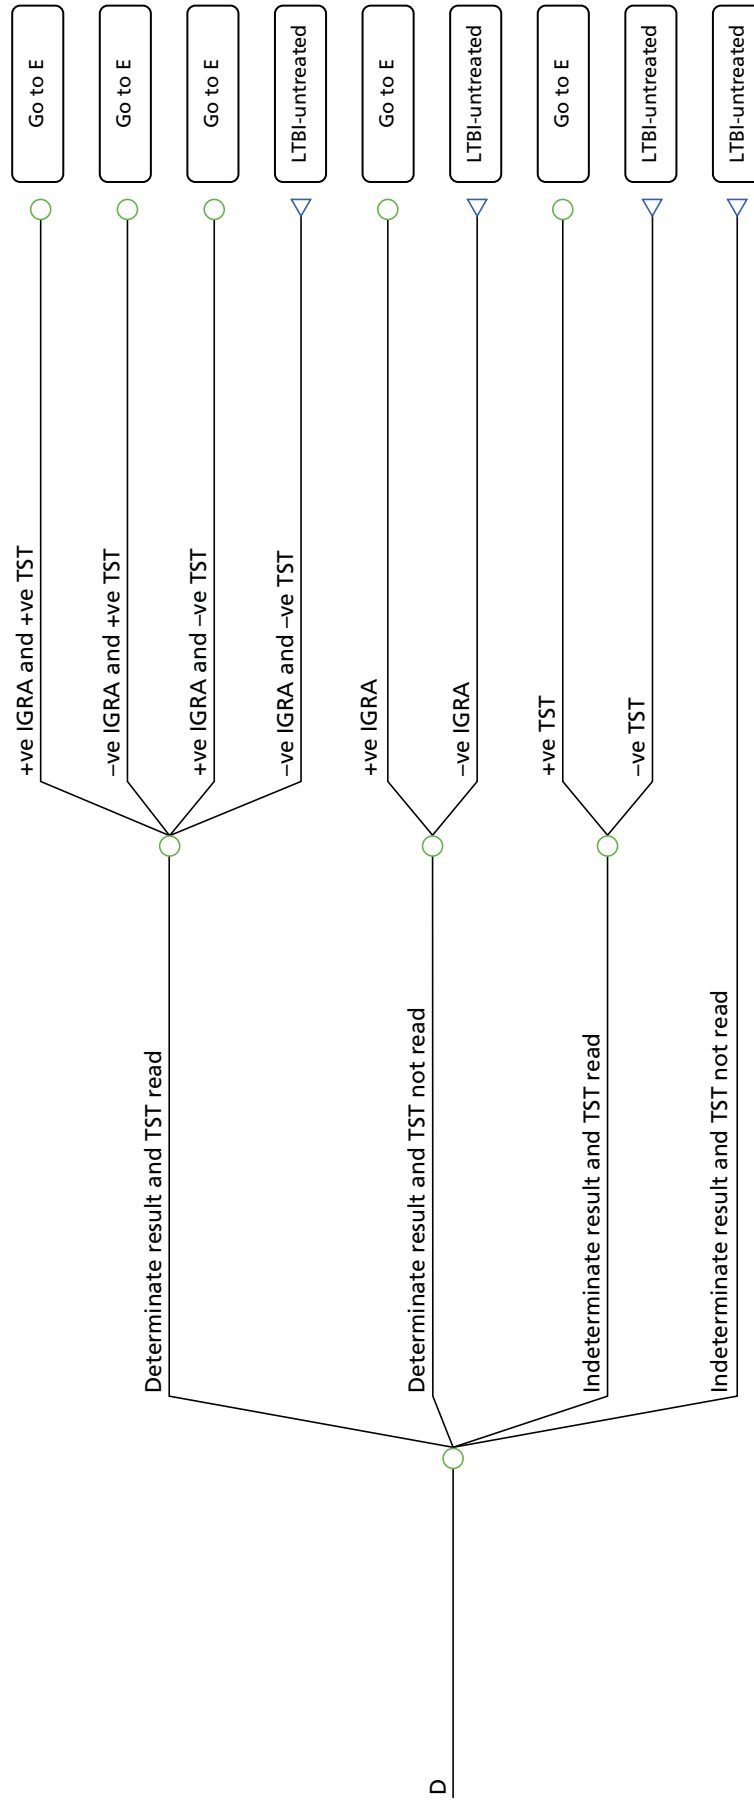 D
Determinate result and TST read
+ve IGRA and +ve TST
Go to E
–ve IGRA and +ve TST
Go to E
+ve IGRA and –ve TST
Go to E
–ve IGRA and –ve TST
LTBI-untreated
Determinate result and TST not read
+ve IGRA
Go to E
–ve IGRA
LTBI-untreated
Indeterminate result and TST read
+ve TST
Go to E
–ve TST
LTBI-untreated
Indeterminate result and TST not read
LTBI-untreated